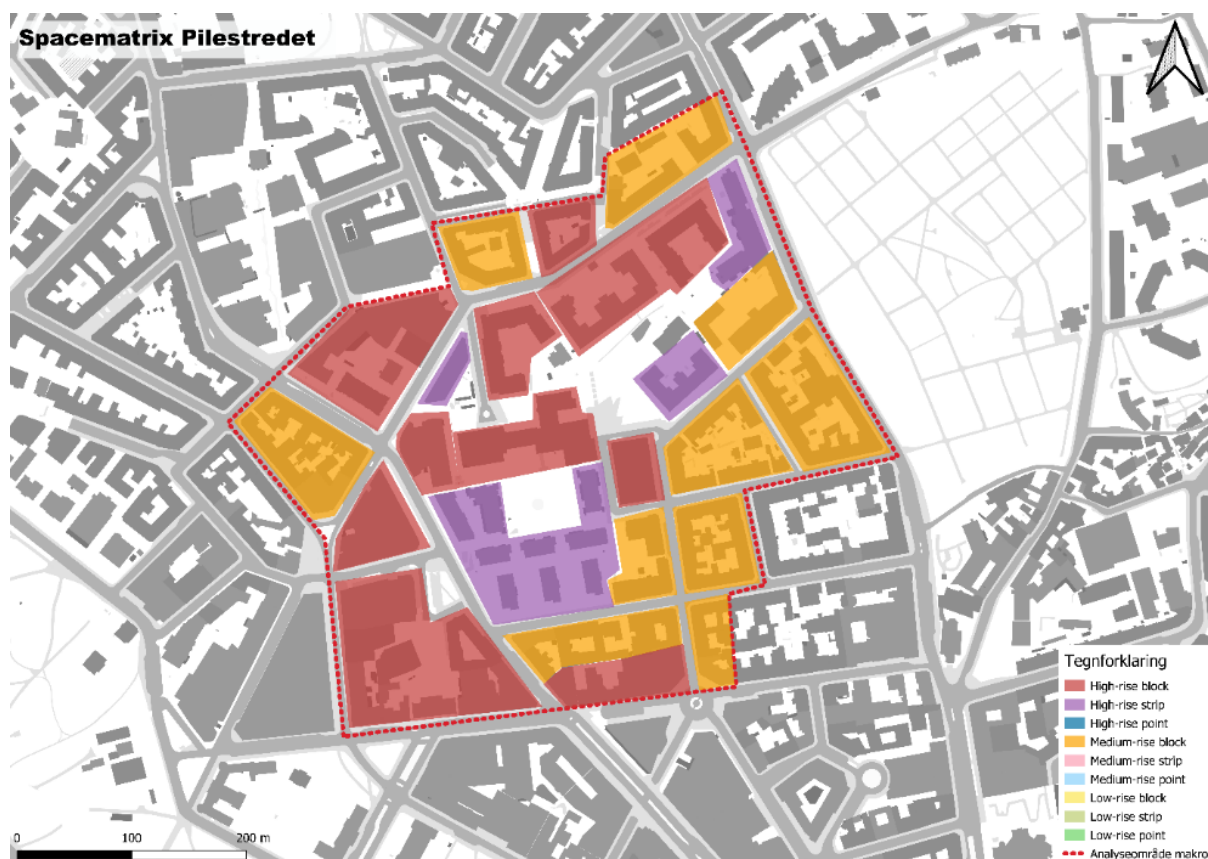 Spacematrix Pilestredet
Tegnforklaring
High-rise block
High-rise strip
High-rise point
Medium-rise block
Medium-rise strip
Medium-rise point
Low-rise block
Low-rise strip
Low-rise point
Analyseområde makro
0 100 200 m